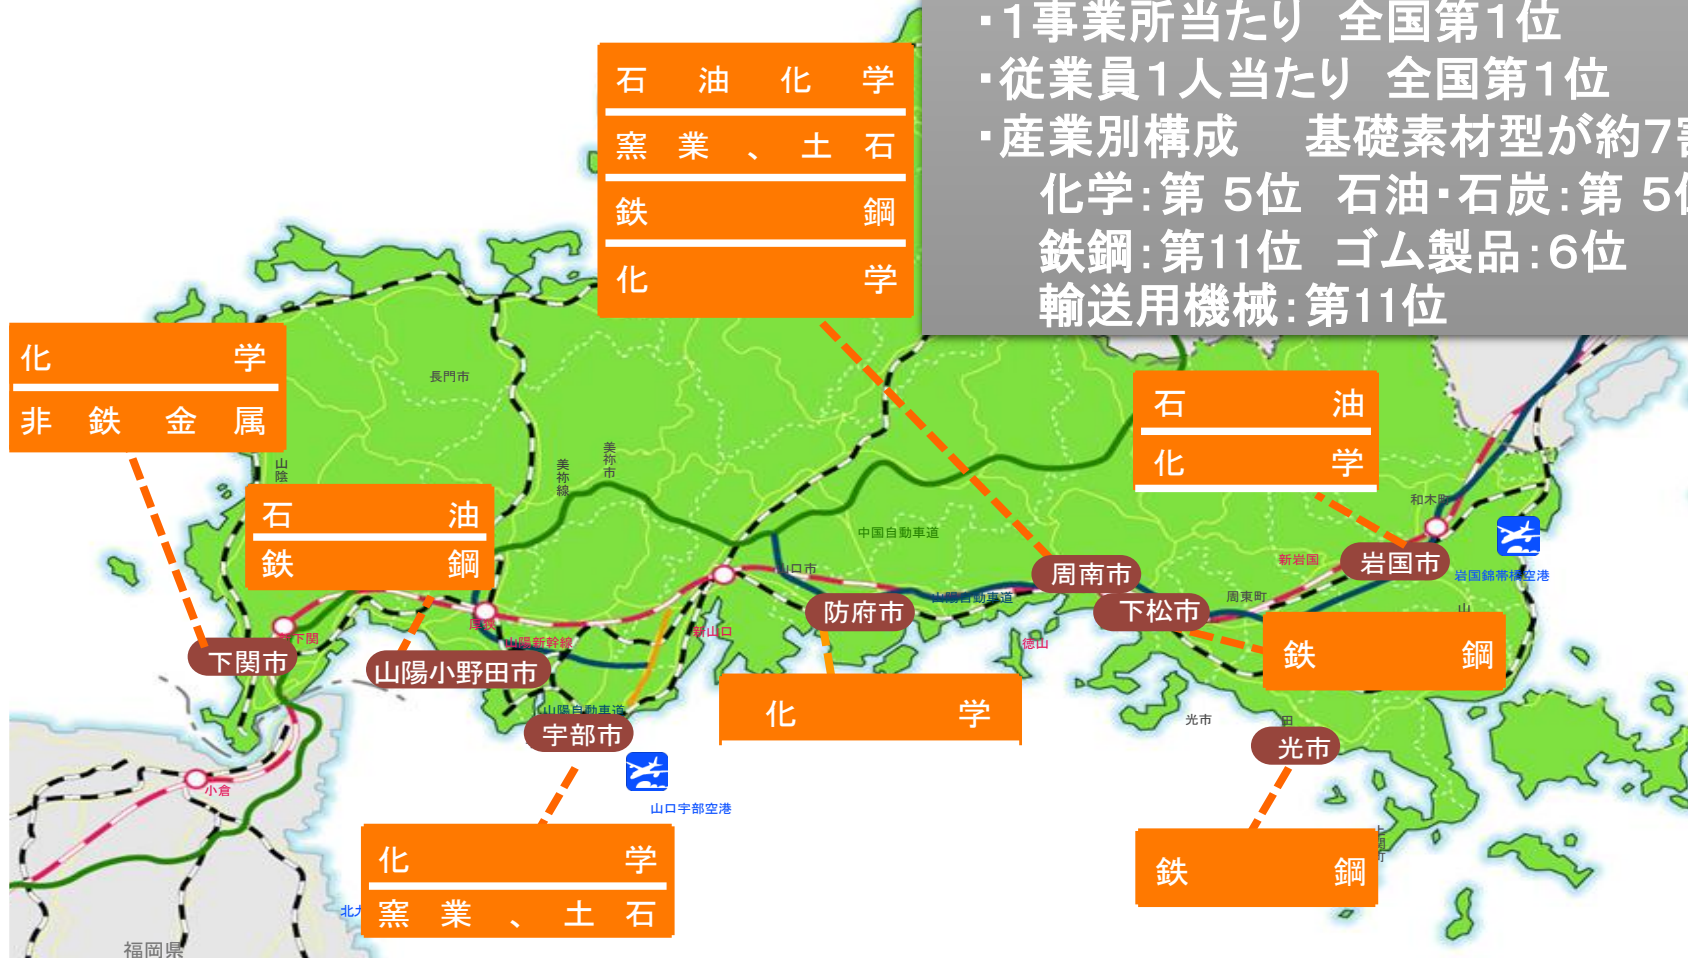 ・1事業所当たり 全国第1位
・従業員1人当たり 全国第1位
・産業別構成 基礎素材型が約7割
化学:第 5位 石油・石炭:第 5位
鉄鋼:第11位 ゴム製品:6位
輸送用機械:第11位
石油化学
窯業、土石
鉄鋼
化学
化学
非鉄金属
長門市
山陰
美祢線
美祢市
石油
鉄鋼
石油
化学
和木町
中国自動車道
新岩国
岩国市
岩国錦帯橋空港
山口市
周南市
防府市
山陽自動車道
下松市
周東町
山
厚狭
新山口
山陽新幹線
徳山
下関
下関市
山陽小野田市
鉄鋼
化学
山陽自動車道
宇部市
光市
田
光市
小倉
山口宇部空港
化学
窯業、土石
鉄鋼
上関町
北九
福岡県